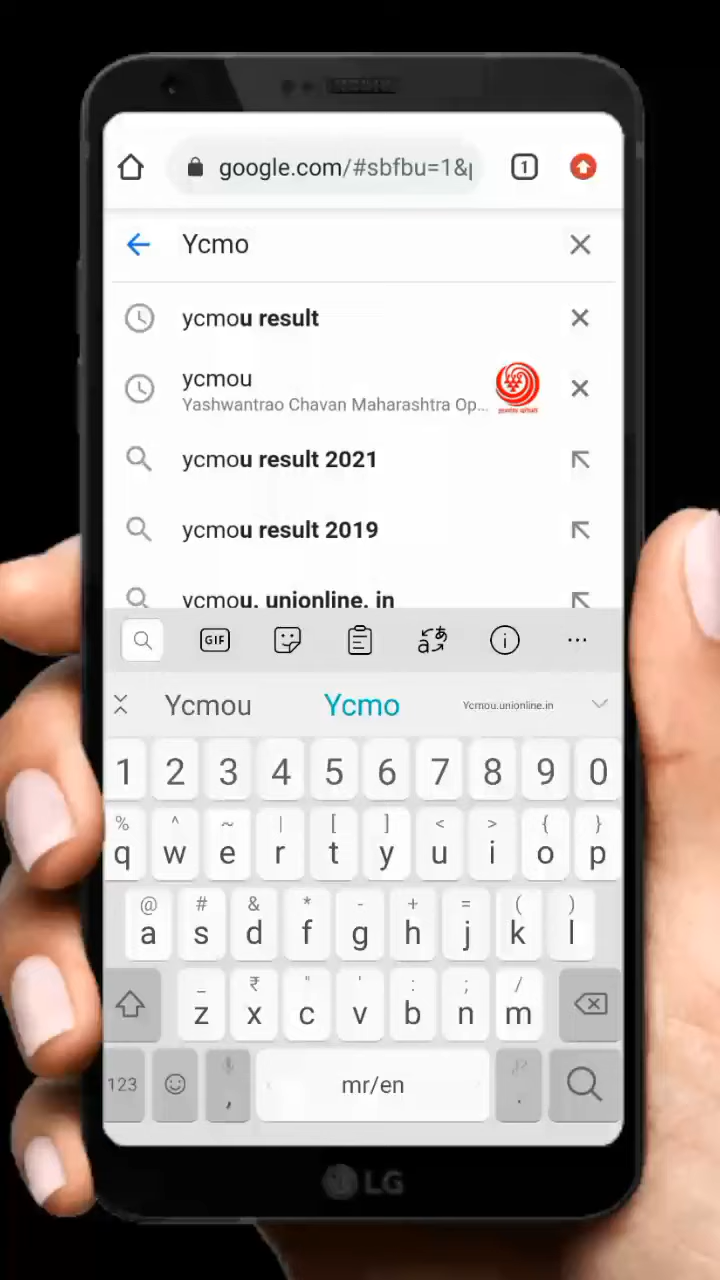 google.com/#sbfbu=1&
1
Ycmo
ycmou result
ycmou
Yashwantrao Chavan Maharashtra Op...
ycmou result 2021
ycmou result 2019
ycmou. unionline. in
GIF
Ycmou Ycmo Ycmou.unionline.in
1 2 3 4 5 6 7 8 9 0
% ^ ~ | [ ] < > { }
q w e r t y u i o p
@ # & * - + = ( )
a s d f g h j k l
_ ₹ " ' : ; /
z x c v b n m
123 , mr/en .
LG